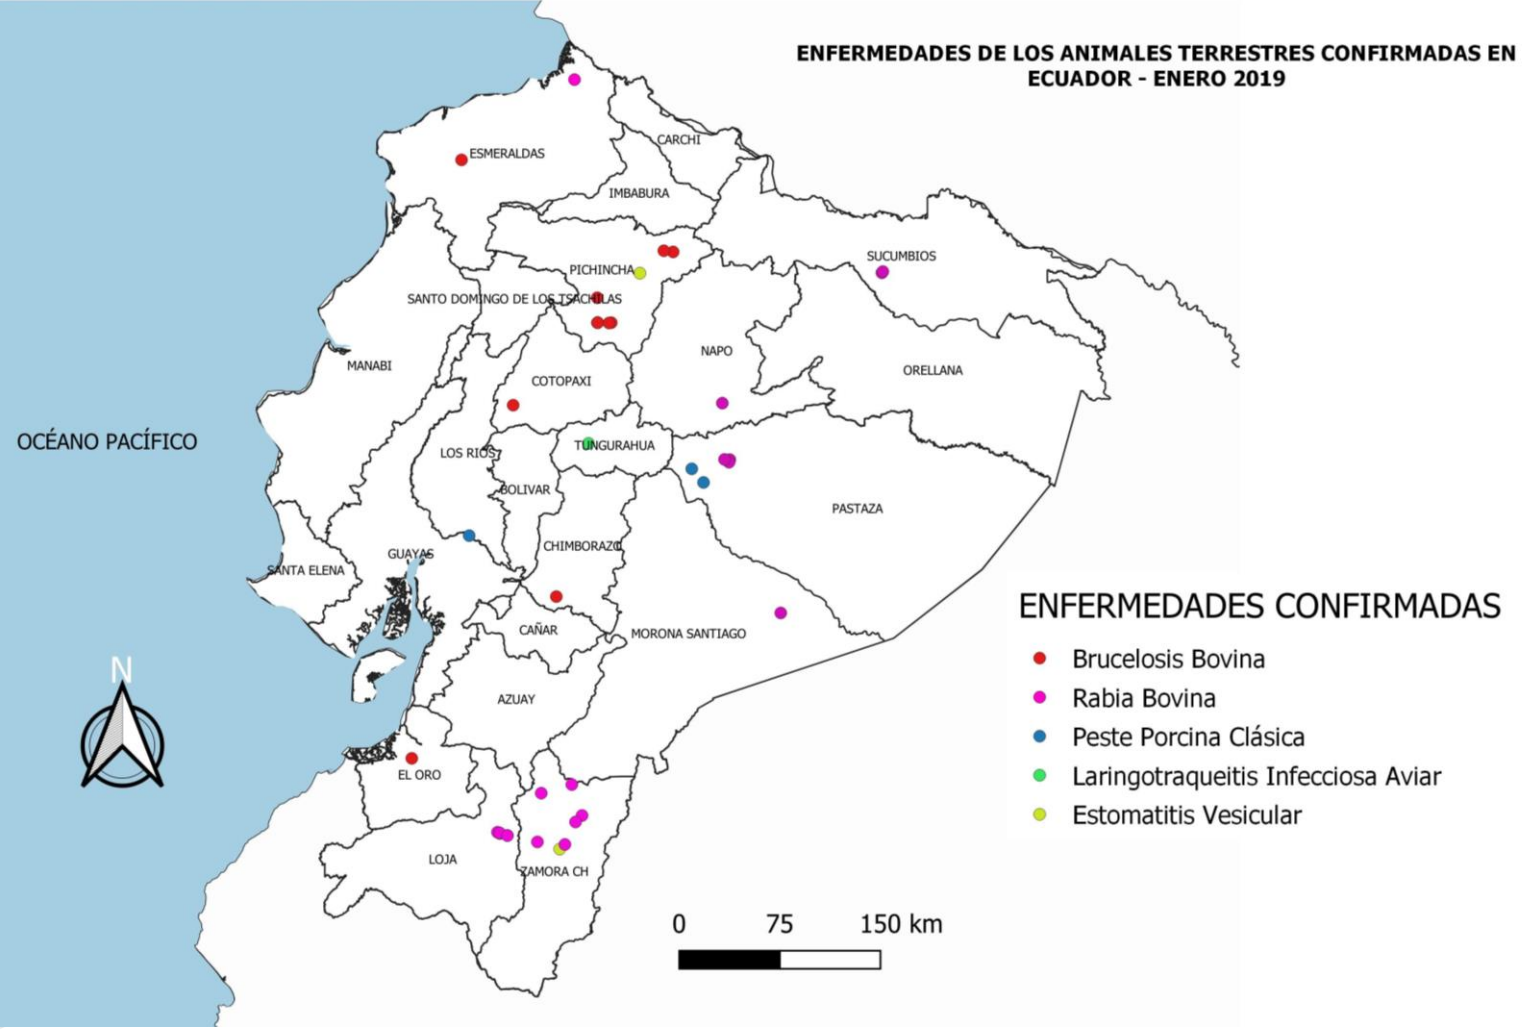 ENFERMEDADES DE LOS ANIMALES TERRESTRES CONFIRMADAS EN
ECUADOR - ENERO 2019
CARCHI
ESMERALDAS
IMBABURA
SUCUMBIOS
PICHINCHA
SANTO DOMINGO DE LOS TSACHILAS
NAPO
MANABI
ORELLANA
COTOPAXI
OCÉANO PACÍFICO
TUNGURAHUA
LOS RIOS
BOLIVAR
PASTAZA
CHIMBORAZO
GUAYAS
SANTA ELENA
CAÑAR
MORONA SANTIAGO
AZUAY
EL ORO
LOJA
ZAMORA CH
N
ENFERMEDADES CONFIRMADAS
Brucelosis Bovina
Rabia Bovina
Peste Porcina Clásica
Laringotraqueitis Infecciosa Aviar
Estomatitis Vesicular
0 75 150 km